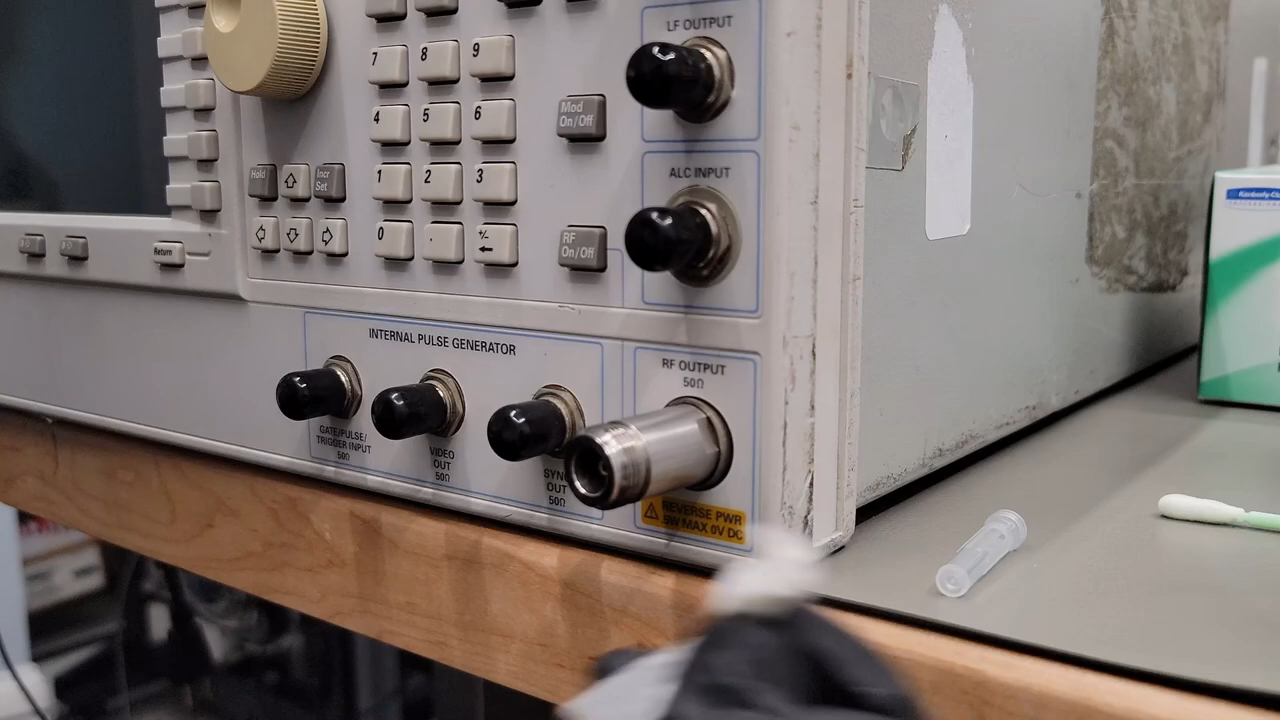 LF OUTPUT
7
8
9
4
5
6
Mod
On/Off
ALC INPUT
Hold
Incr
Set
1
2
3
0
.
+/-
RF
On/Off
Return
INTERNAL PULSE GENERATOR
GATE/PULSE/
TRIGGER INPUT
50Ω
VIDEO
OUT
50Ω
SYNC
OUT
50Ω
RF OUTPUT
50Ω
REVERSE PWR
5W MAX 0V DC